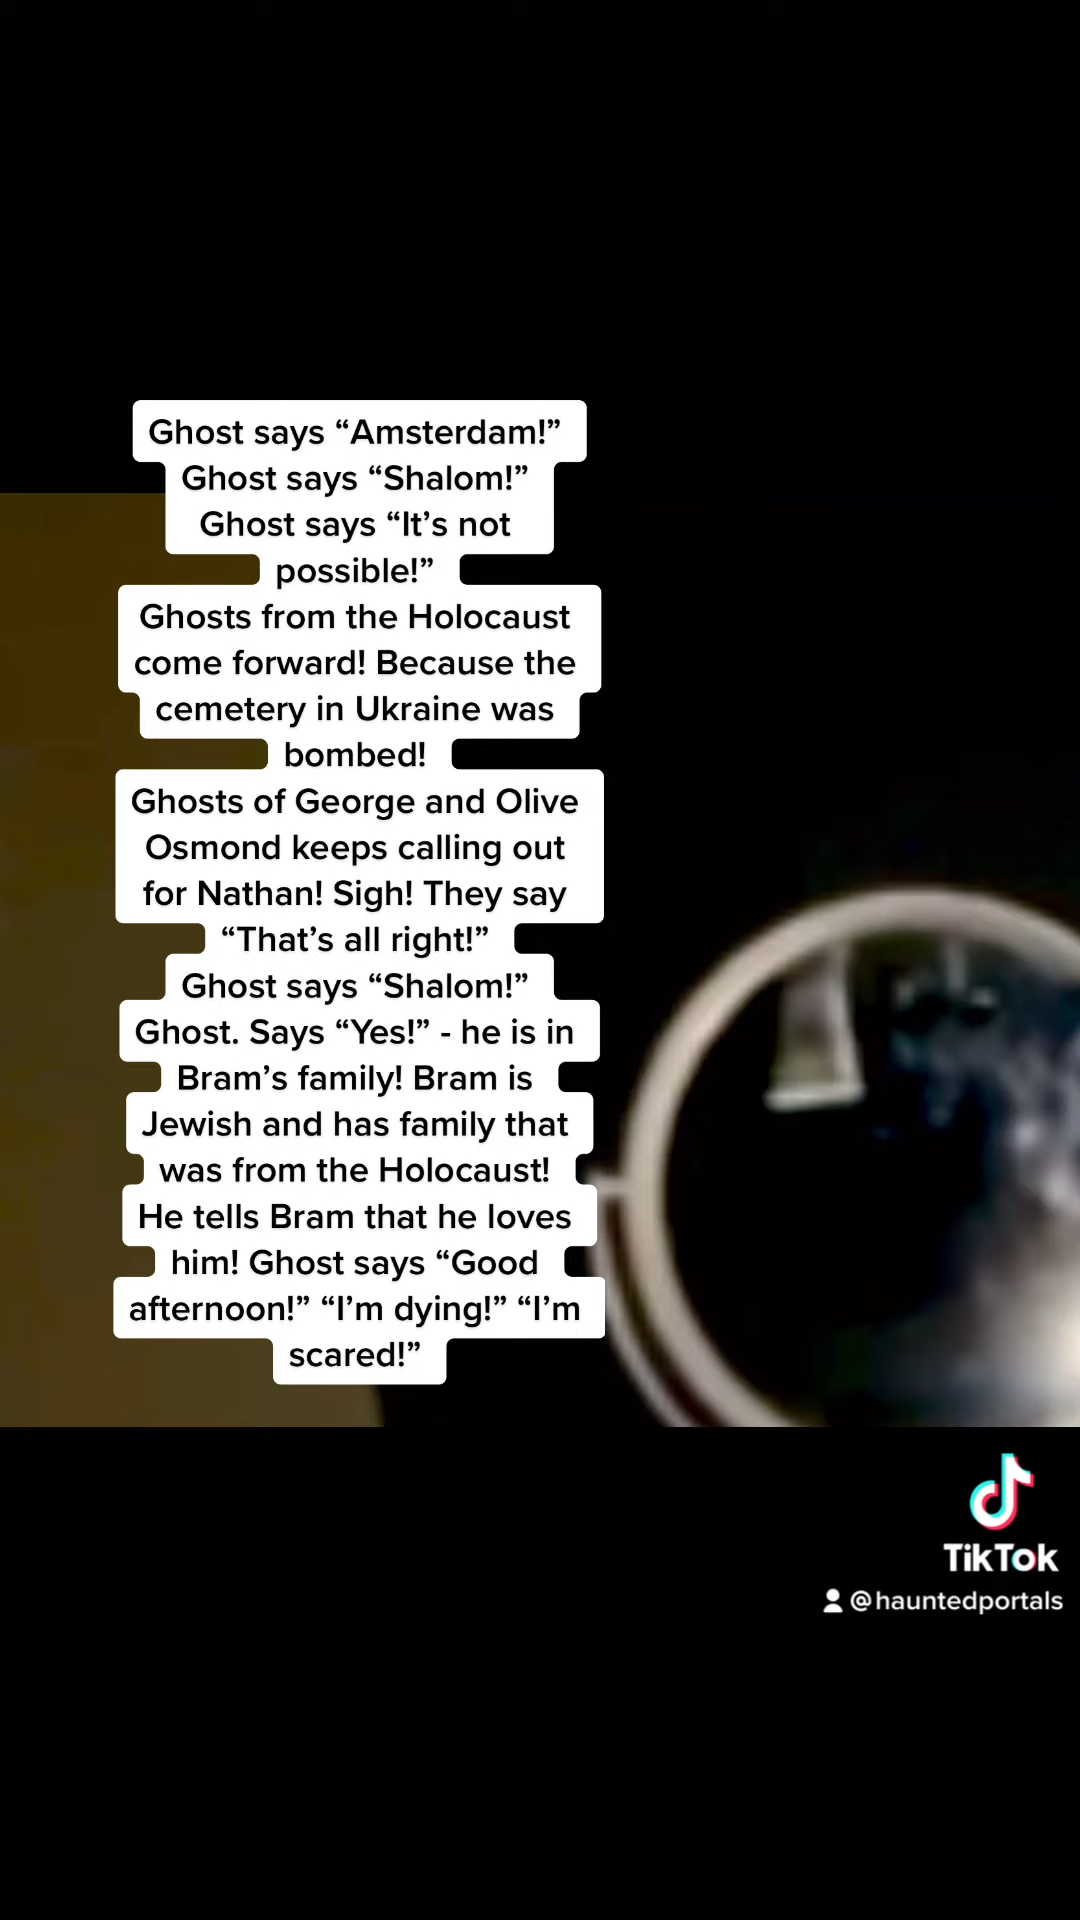 Ghost says “Amsterdam!”
Ghost says “Shalom!”
Ghost says “It’s not
possible!”
Ghosts from the Holocaust
come forward! Because the
cemetery in Ukraine was
bombed!
Ghosts of George and Olive
Osmond keeps calling out
for Nathan! Sigh! They say
“That’s all right!”
Ghost says “Shalom!”
Ghost. Says “Yes!” - he is in
Bram’s family! Bram is
Jewish and has family that
was from the Holocaust!
He tells Bram that he loves
him! Ghost says “Good
afternoon!” “I’m dying!” “I’m
scared!”
TikTok
@hauntedportals